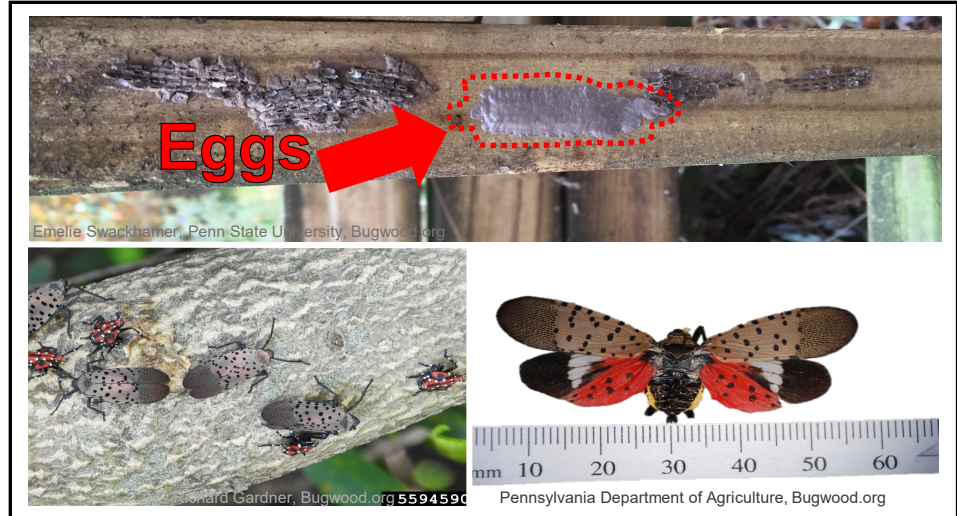 Eggs
Emelie Swackhamer, Penn State University, Bugwood.org
Richard Gardner, Bugwood.org 5594590
mm 10 20 30 40 50 60
Pennsylvania Department of Agriculture, Bugwood.org